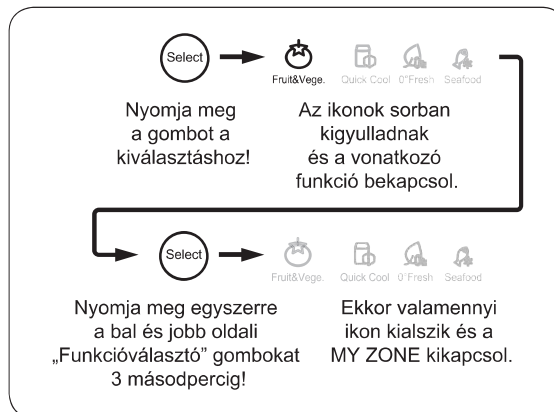 Select
Fruit&Vege. Quick Cool 0°Fresh Seafood
Nyomja meg
a gombot a
kiválasztáshoz!
Az ikonok sorban
kigyulladnak
és a vonatkozó
funkció bekapcsol.
Select
Fruit&Vege. Quick Cool 0°Fresh Seafood
Nyomja meg egyszerre
a bal és jobb oldali
„Funkcióválasztó” gombokat
3 másodpercig!
Ekkor valamennyi
ikon kialszik és a
MY ZONE kikapcsol.